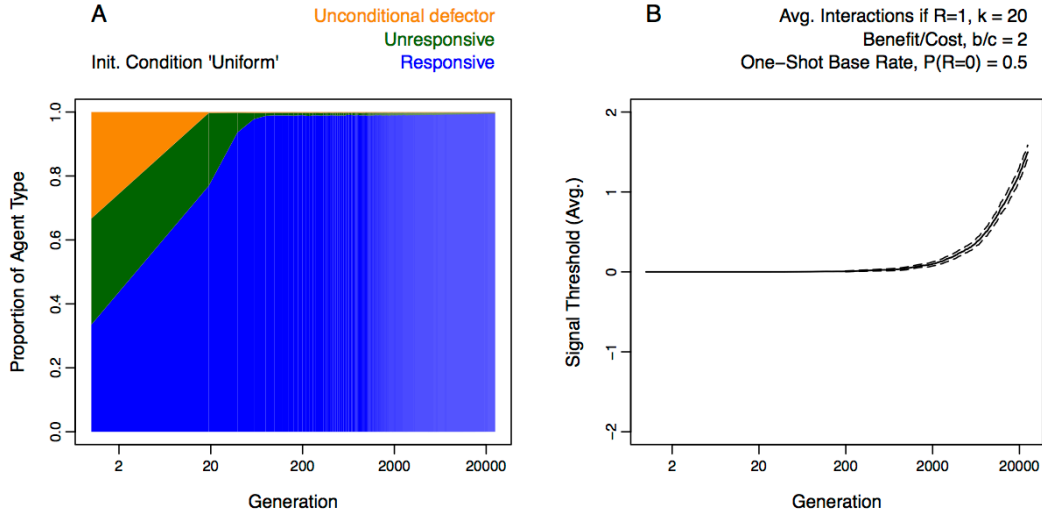 A
Unconditional defector
Unresponsive
Init. Condition 'Uniform'
Responsive
Proportion of Agent Type
1.0
0.8
0.6
0.4
0.2
0.0
2
20
200
2000
20000
Generation
B
Avg. Interactions if R=1, k = 20
Benefit/Cost, b/c = 2
One−Shot Base Rate, P(R=0) = 0.5
Signal Threshold (Avg.)
2
1
0
−1
−2
2
20
200
2000
20000
Generation